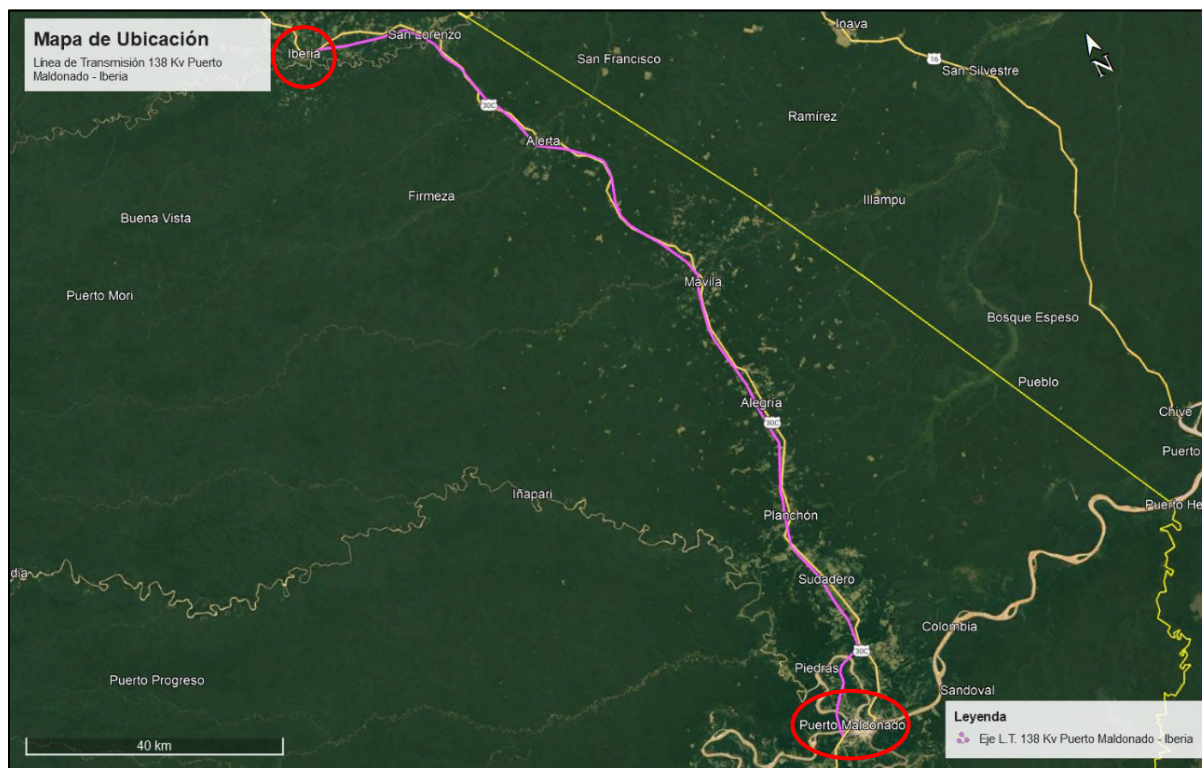 Mapa de Ubicación
Línea de Transmisión 138 Kv Puerto
Maldonado - Iberia
Iberia
San Lorenzo
Inava
N
San Francisco
16
San Silvestre
30C
Ramírez
Alerta
Firmeza
Illampu
Buena Vista
Mavila
Puerto Mori
Bosque Espeso
Pueblo
Alegría
Chive
30C
Puerto
Iñapari
Puerto He
Planchón
dia
Sudadero
Colombia
30C
Piedras
Puerto Progreso
Sandoval
Puerto Maldonado
Leyenda
Eje L.T. 138 Kv Puerto Maldonado - Iberia
40 km